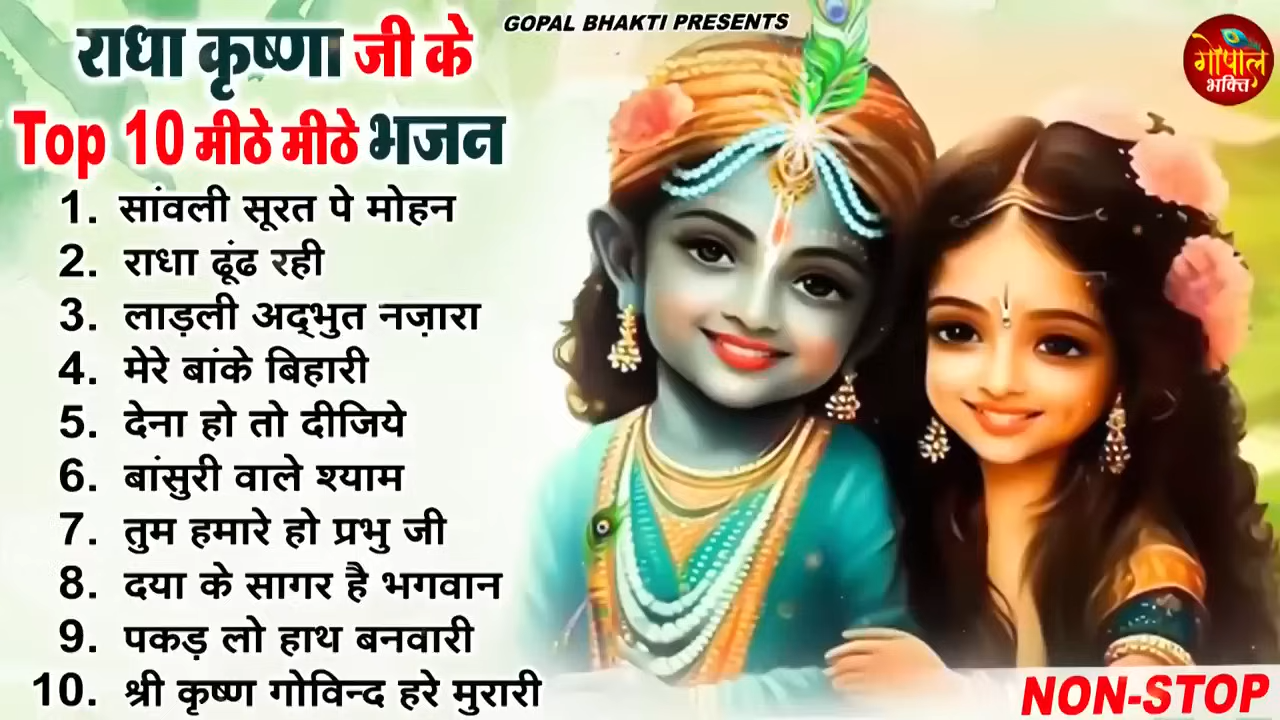 GOPAL BHAKTI PRESENTS
राधा कृष्णा जी के
Top 10 मीठे मीठे भजन
1. सांवली सूरत पे मोहन
2. राधा ढूंढ रही
3. लाड़ली अद्भुत नज़ारा
4. मेरे बांके बिहारी
5. देना हो तो दीजिये
6. बांसुरी वाले श्याम
7. तुम हमारे हो प्रभु जी
8. दया के सागर है भगवान
9. पकड़ लो हाथ बनवारी
10. श्री कृष्ण गोविन्द हरे मुरारी
गोपाल
भक्ति
NON-STOP